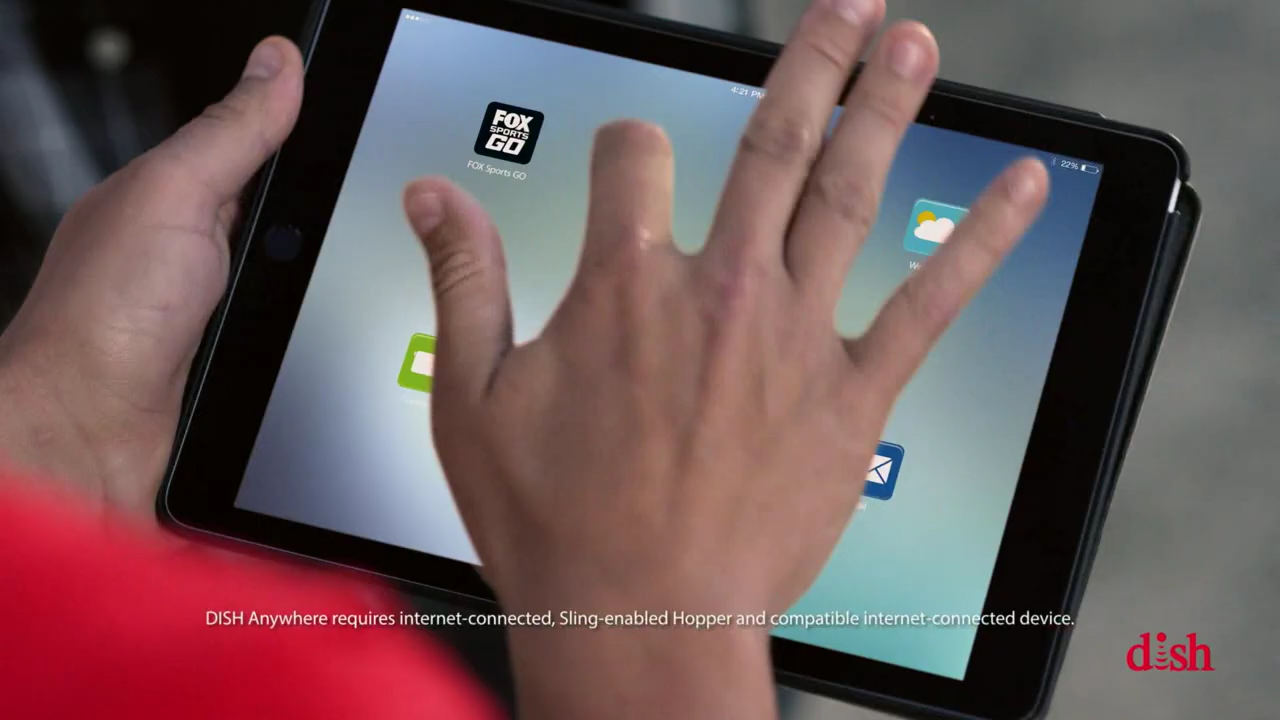 4:21 PM
22%
FOX
SPORTS
GO
FOX Sports GO
DISH Anywhere requires internet-connected, Sling-enabled Hopper and compatible internet-connected device.
dish